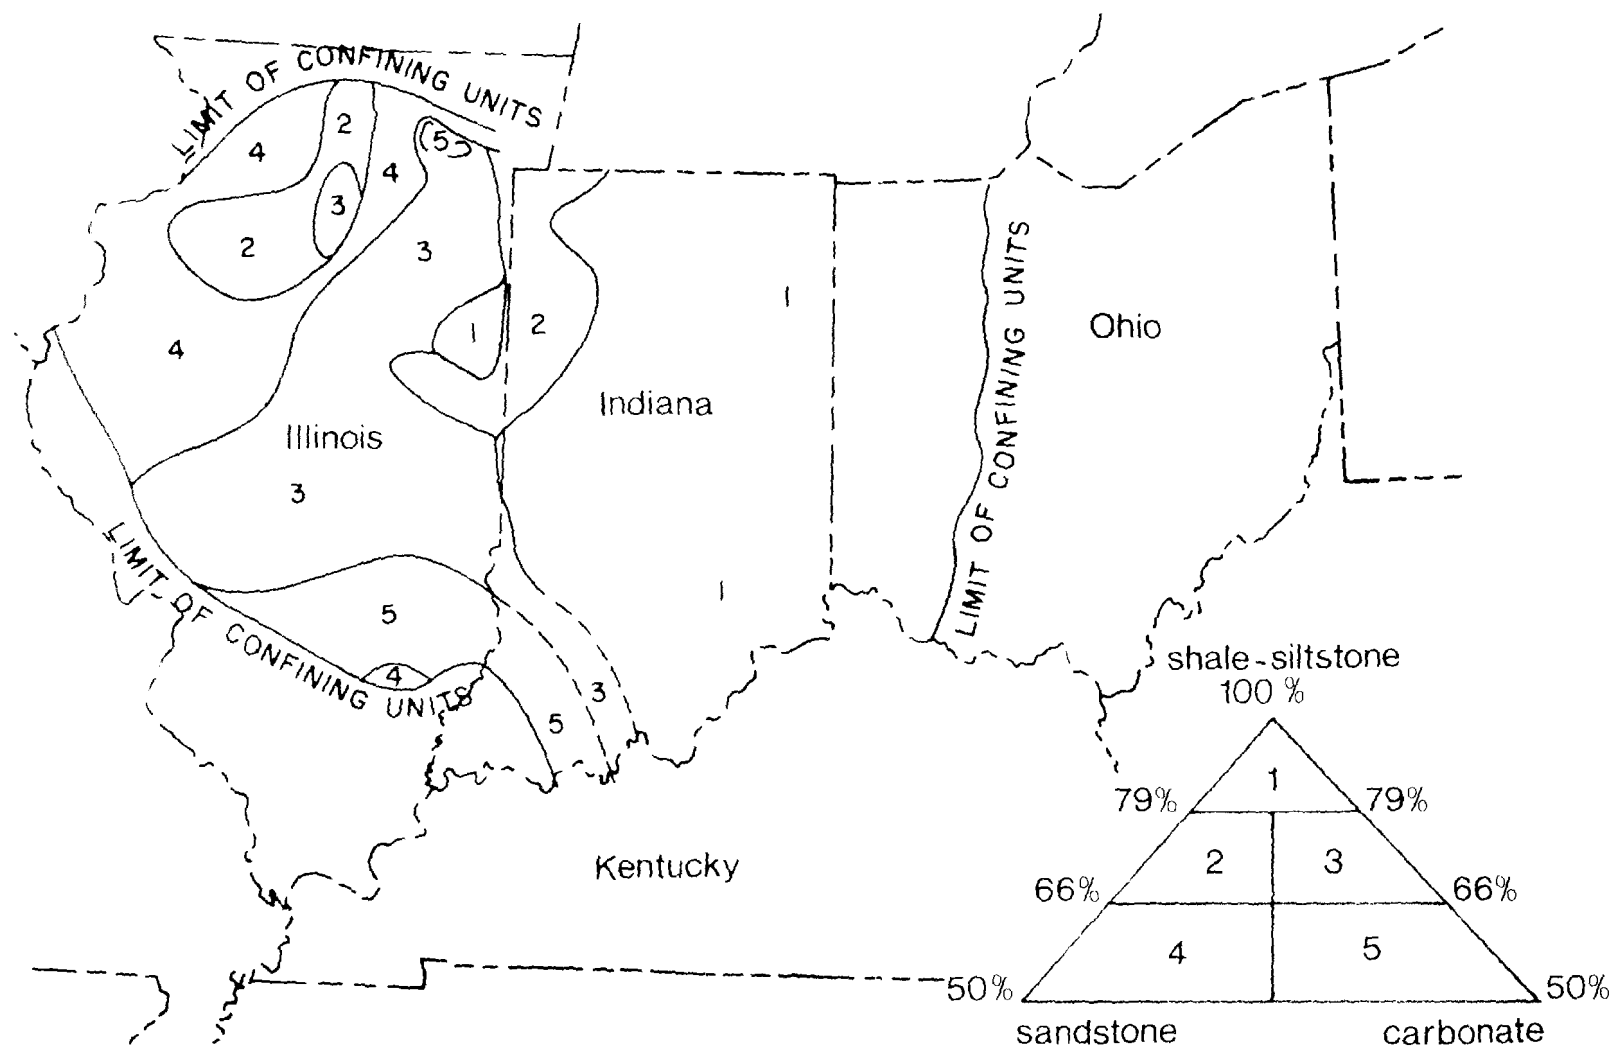 LIMIT OF CONFINING UNITS
2
4
(5)
4
3
2
3
1
1
2
Ohio
4
LIMIT OF CONFINING UNITS
Indiana
Illinois
3
LIMIT OF CONFINING UNITS
1
5
4
3
5
shale-siltstone
100 %
1
79%
79%
2
3
66%
66%
Kentucky
4
5
50%
50%
sandstone
carbonate